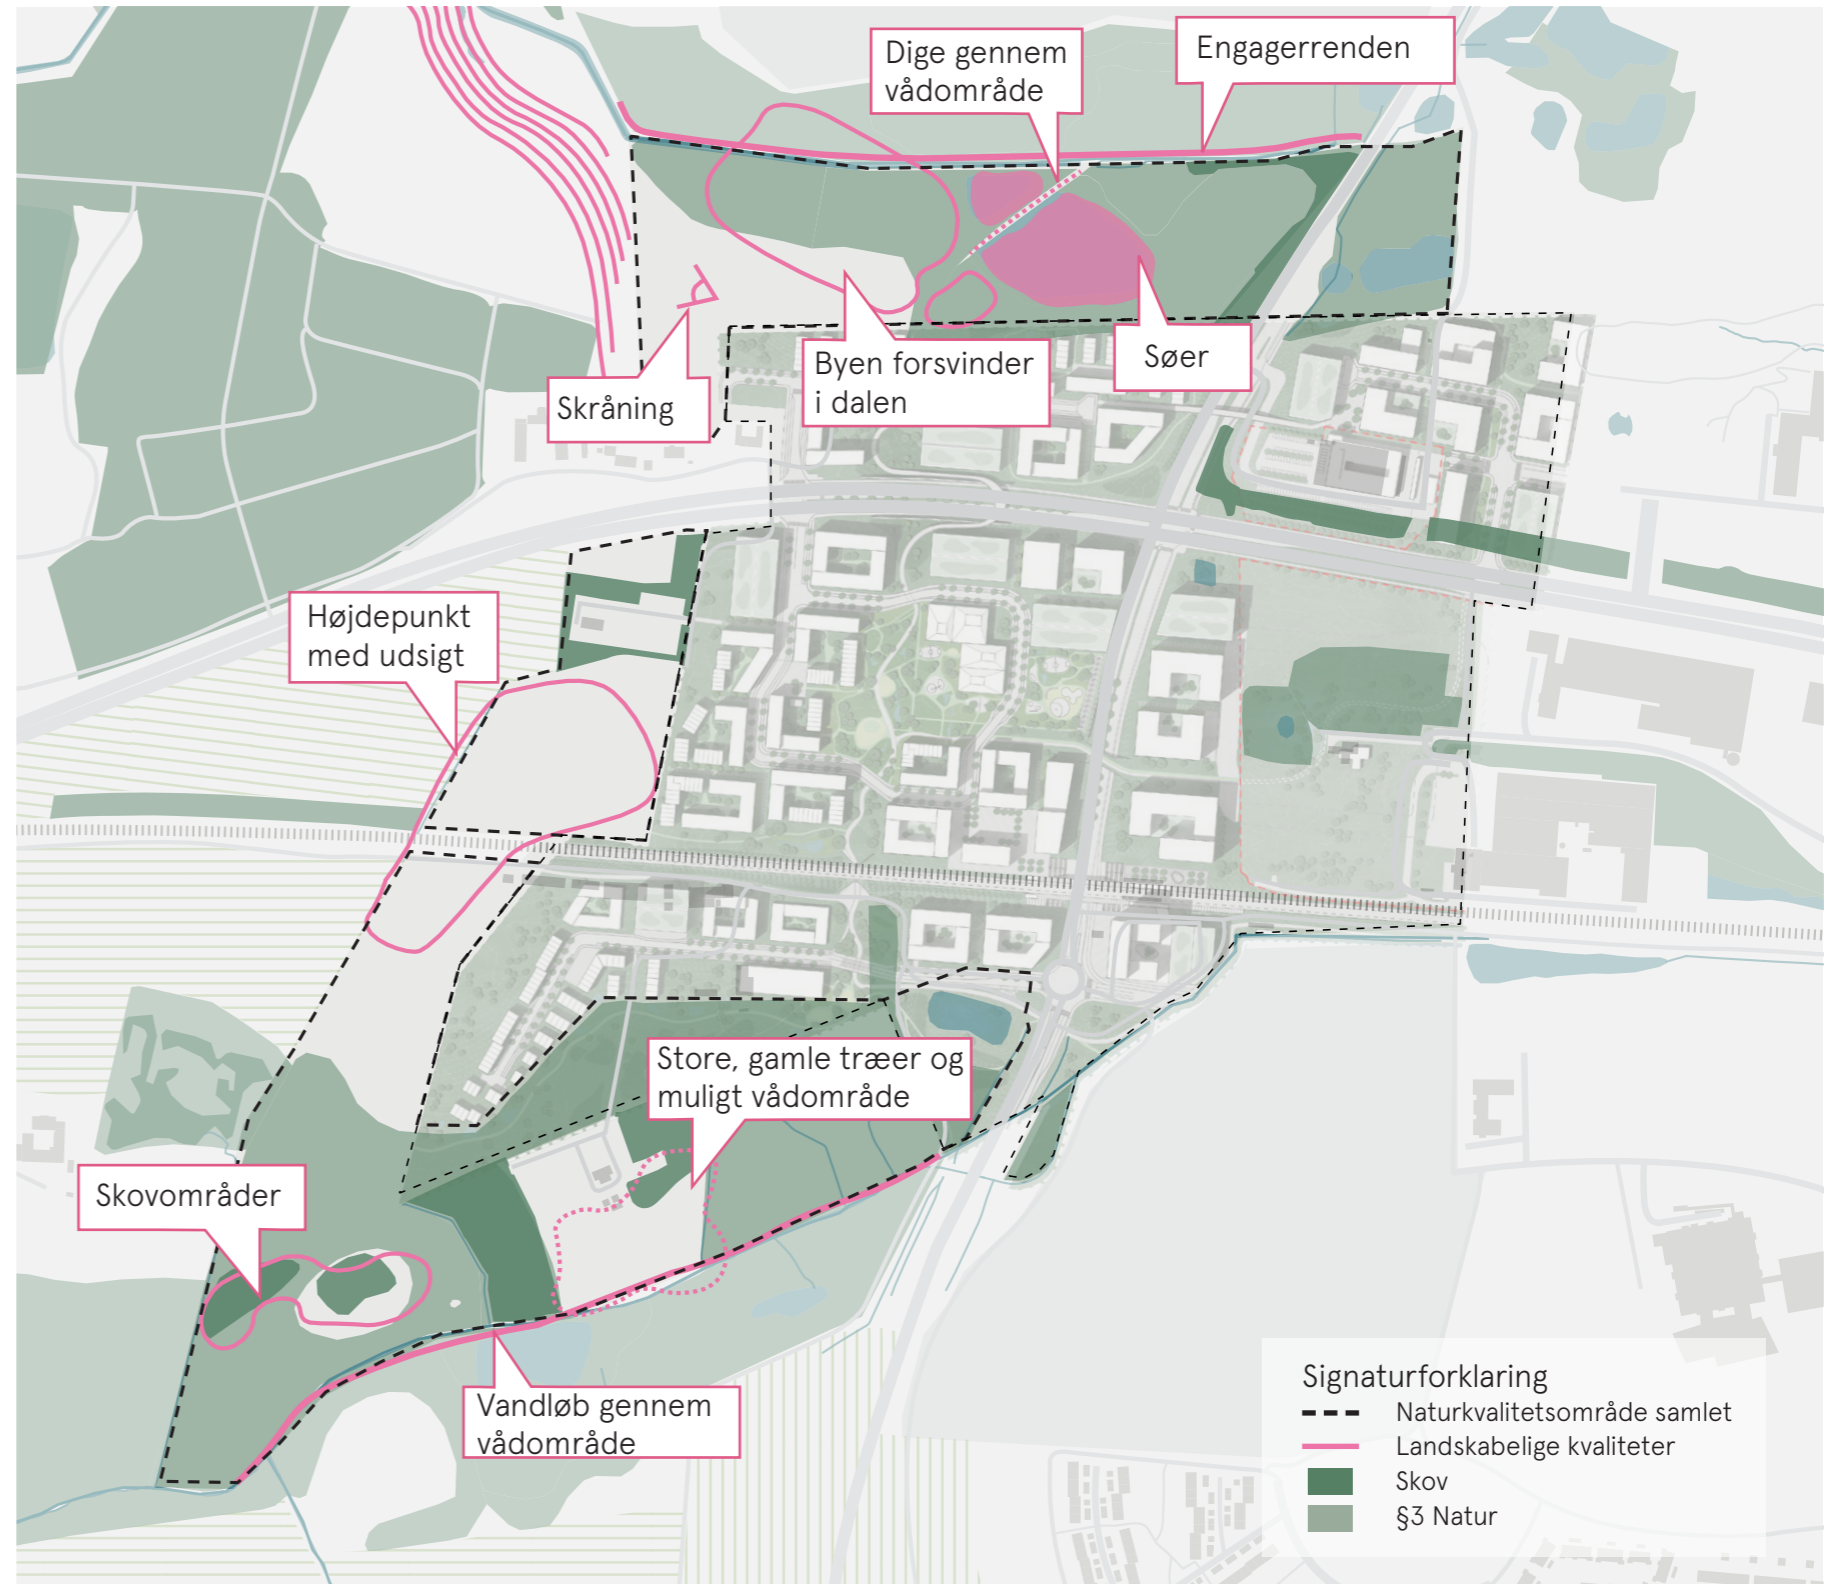 Dige gennem
vådområde
Engagerrenden
Skråning
Byen forsvinder
i dalen
Søer
Højdepunkt
med udsigt
Store, gamle træer og
muligt vådområde
Skovområder
Vandløb gennem
vådområde
Signaturforklaring
Naturkvalitetsområde samlet
Landskabelige kvaliteter
Skov
§3 Natur